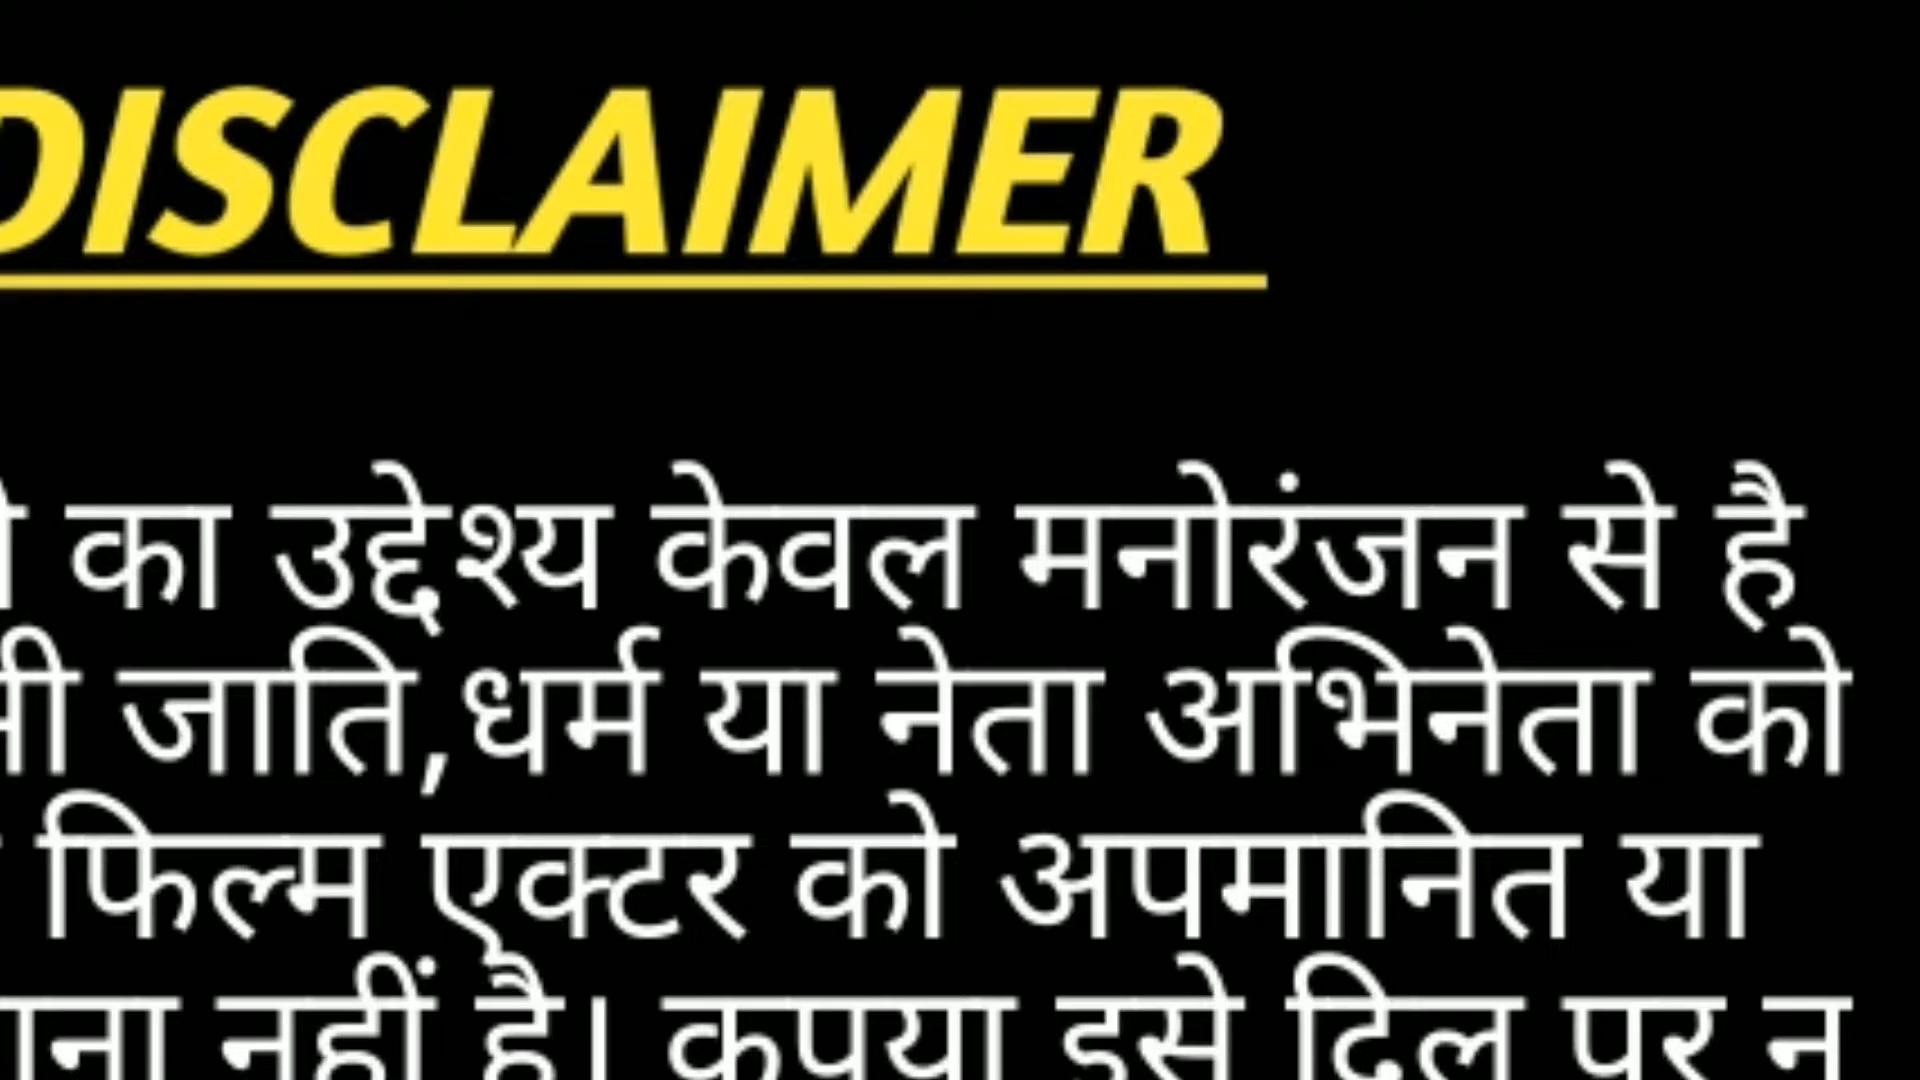 DISCLAIMER
का उद्देश्य केवल मनोरंजन से है
जाति,धर्म या नेता अभिनेता को
फिल्म एक्टर को अपमानित या
नहीं है। कृपया इसे दिल पर न